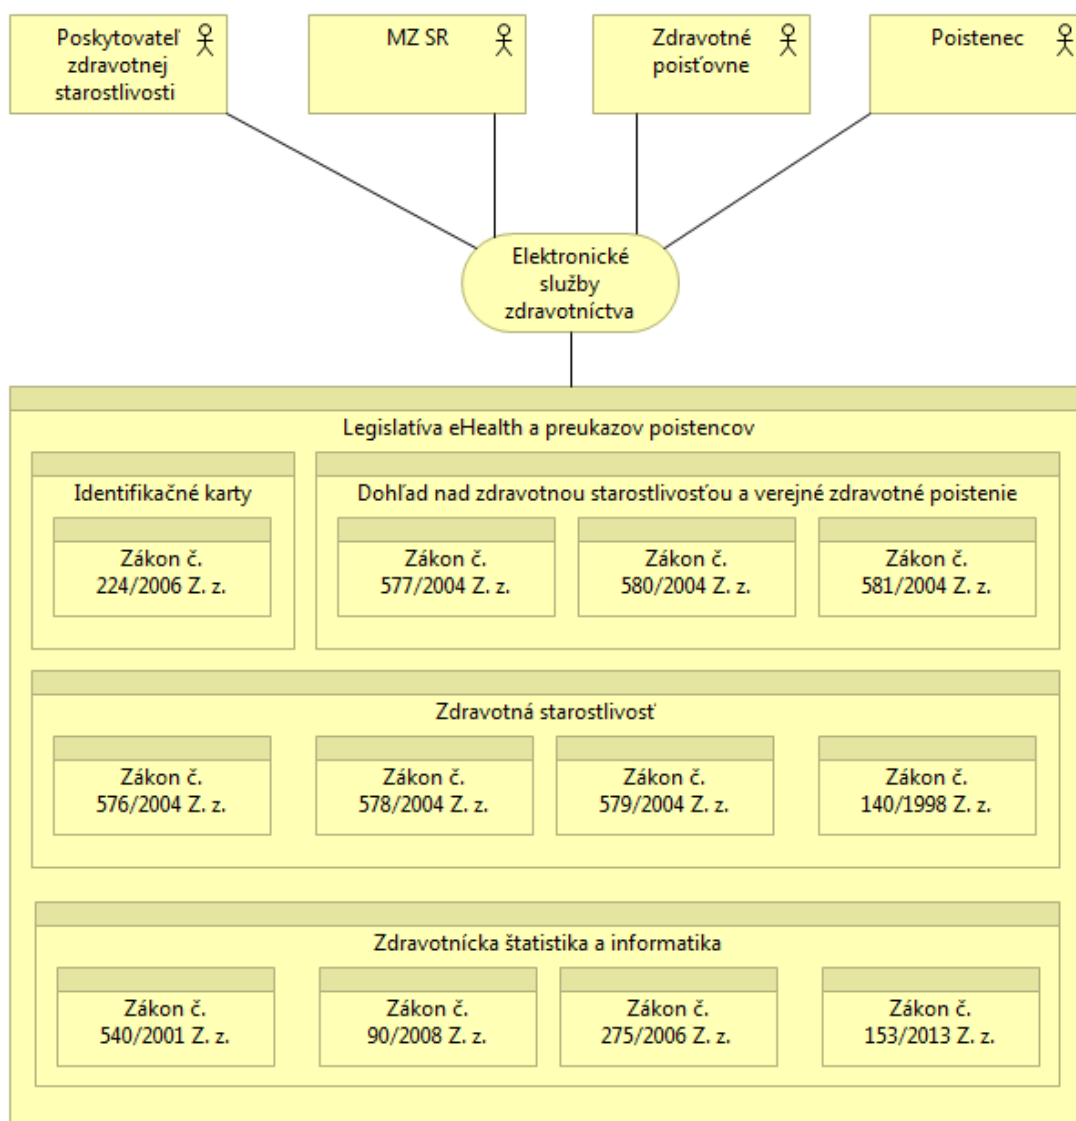 Poskytovateľ
zdravotnej
starostlivosti
MZ SR
Zdravotné
poisťovne
Poistenec
Elektronické
služby
zdravotníctva
Legislatíva eHealth a preukazov poistencov
Identifikačné karty
Zákon č.
224/2006 Z. z.
Dohľad nad zdravotnou starostlivosťou a verejné zdravotné poistenie
Zákon č.
577/2004 Z. z.
Zákon č.
580/2004 Z. z.
Zákon č.
581/2004 Z. z.
Zdravotná starostlivosť
Zákon č.
576/2004 Z. z.
Zákon č.
578/2004 Z. z.
Zákon č.
579/2004 Z. z.
Zákon č.
140/1998 Z. z.
Zdravotnícka štatistika a informatika
Zákon č.
540/2001 Z. z.
Zákon č.
90/2008 Z. z.
Zákon č.
275/2006 Z. z.
Zákon č.
153/2013 Z. z.